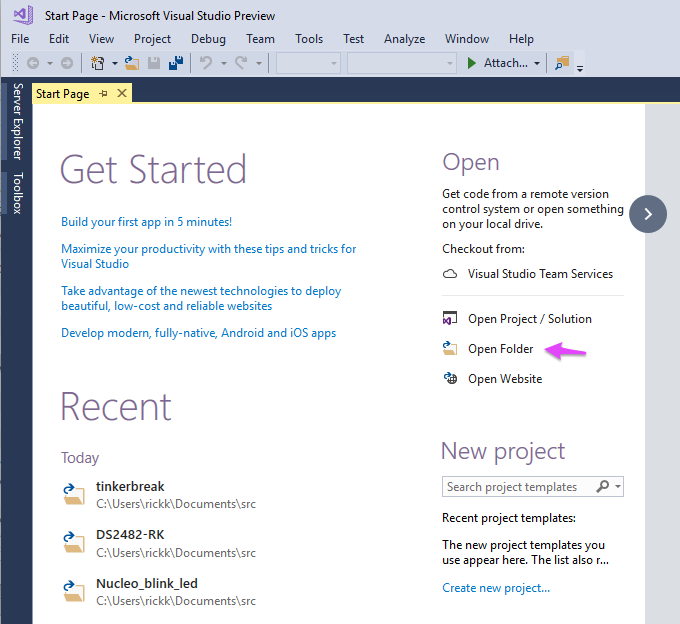 Start Page - Microsoft Visual Studio Preview
File Edit View Project Debug Team Tools Test Analyze Window Help
Attach...
Server Explorer
Toolbox
Start Page
Get Started
Build your first app in 5 minutes!
Maximize your productivity with these tips and tricks for
Visual Studio
Take advantage of the newest technologies to deploy
beautiful, low-cost and reliable websites
Develop modern, fully-native, Android and iOS apps
Recent
Today
tinkerbreak
C:\Users\rickk\Documents\src
DS2482-RK
C:\Users\rickk\Documents\src
Nucleo_blink_led
C:\Users\rickk\Documents\src
Open
Get code from a remote version
control system or open something
on your local drive.
Checkout from:
Visual Studio Team Services
Open Project / Solution
Open Folder
Open Website
New project
Search project templates
Recent project templates:
The new project templates you
use appear here. The list also r...
Create new project...